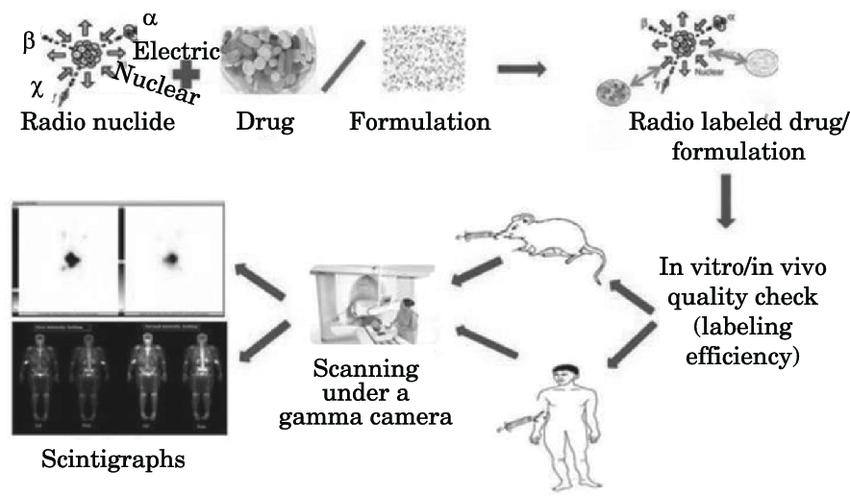 α
β
Electric
Nuclear
χ
Radio nuclide
Drug
Formulation
β
α
γ
Nuclear
Radio labeled drug/
formulation
In vitro/in vivo
quality check
(labeling
efficiency)
Scanning
under a
gamma camera
Scintigraphs